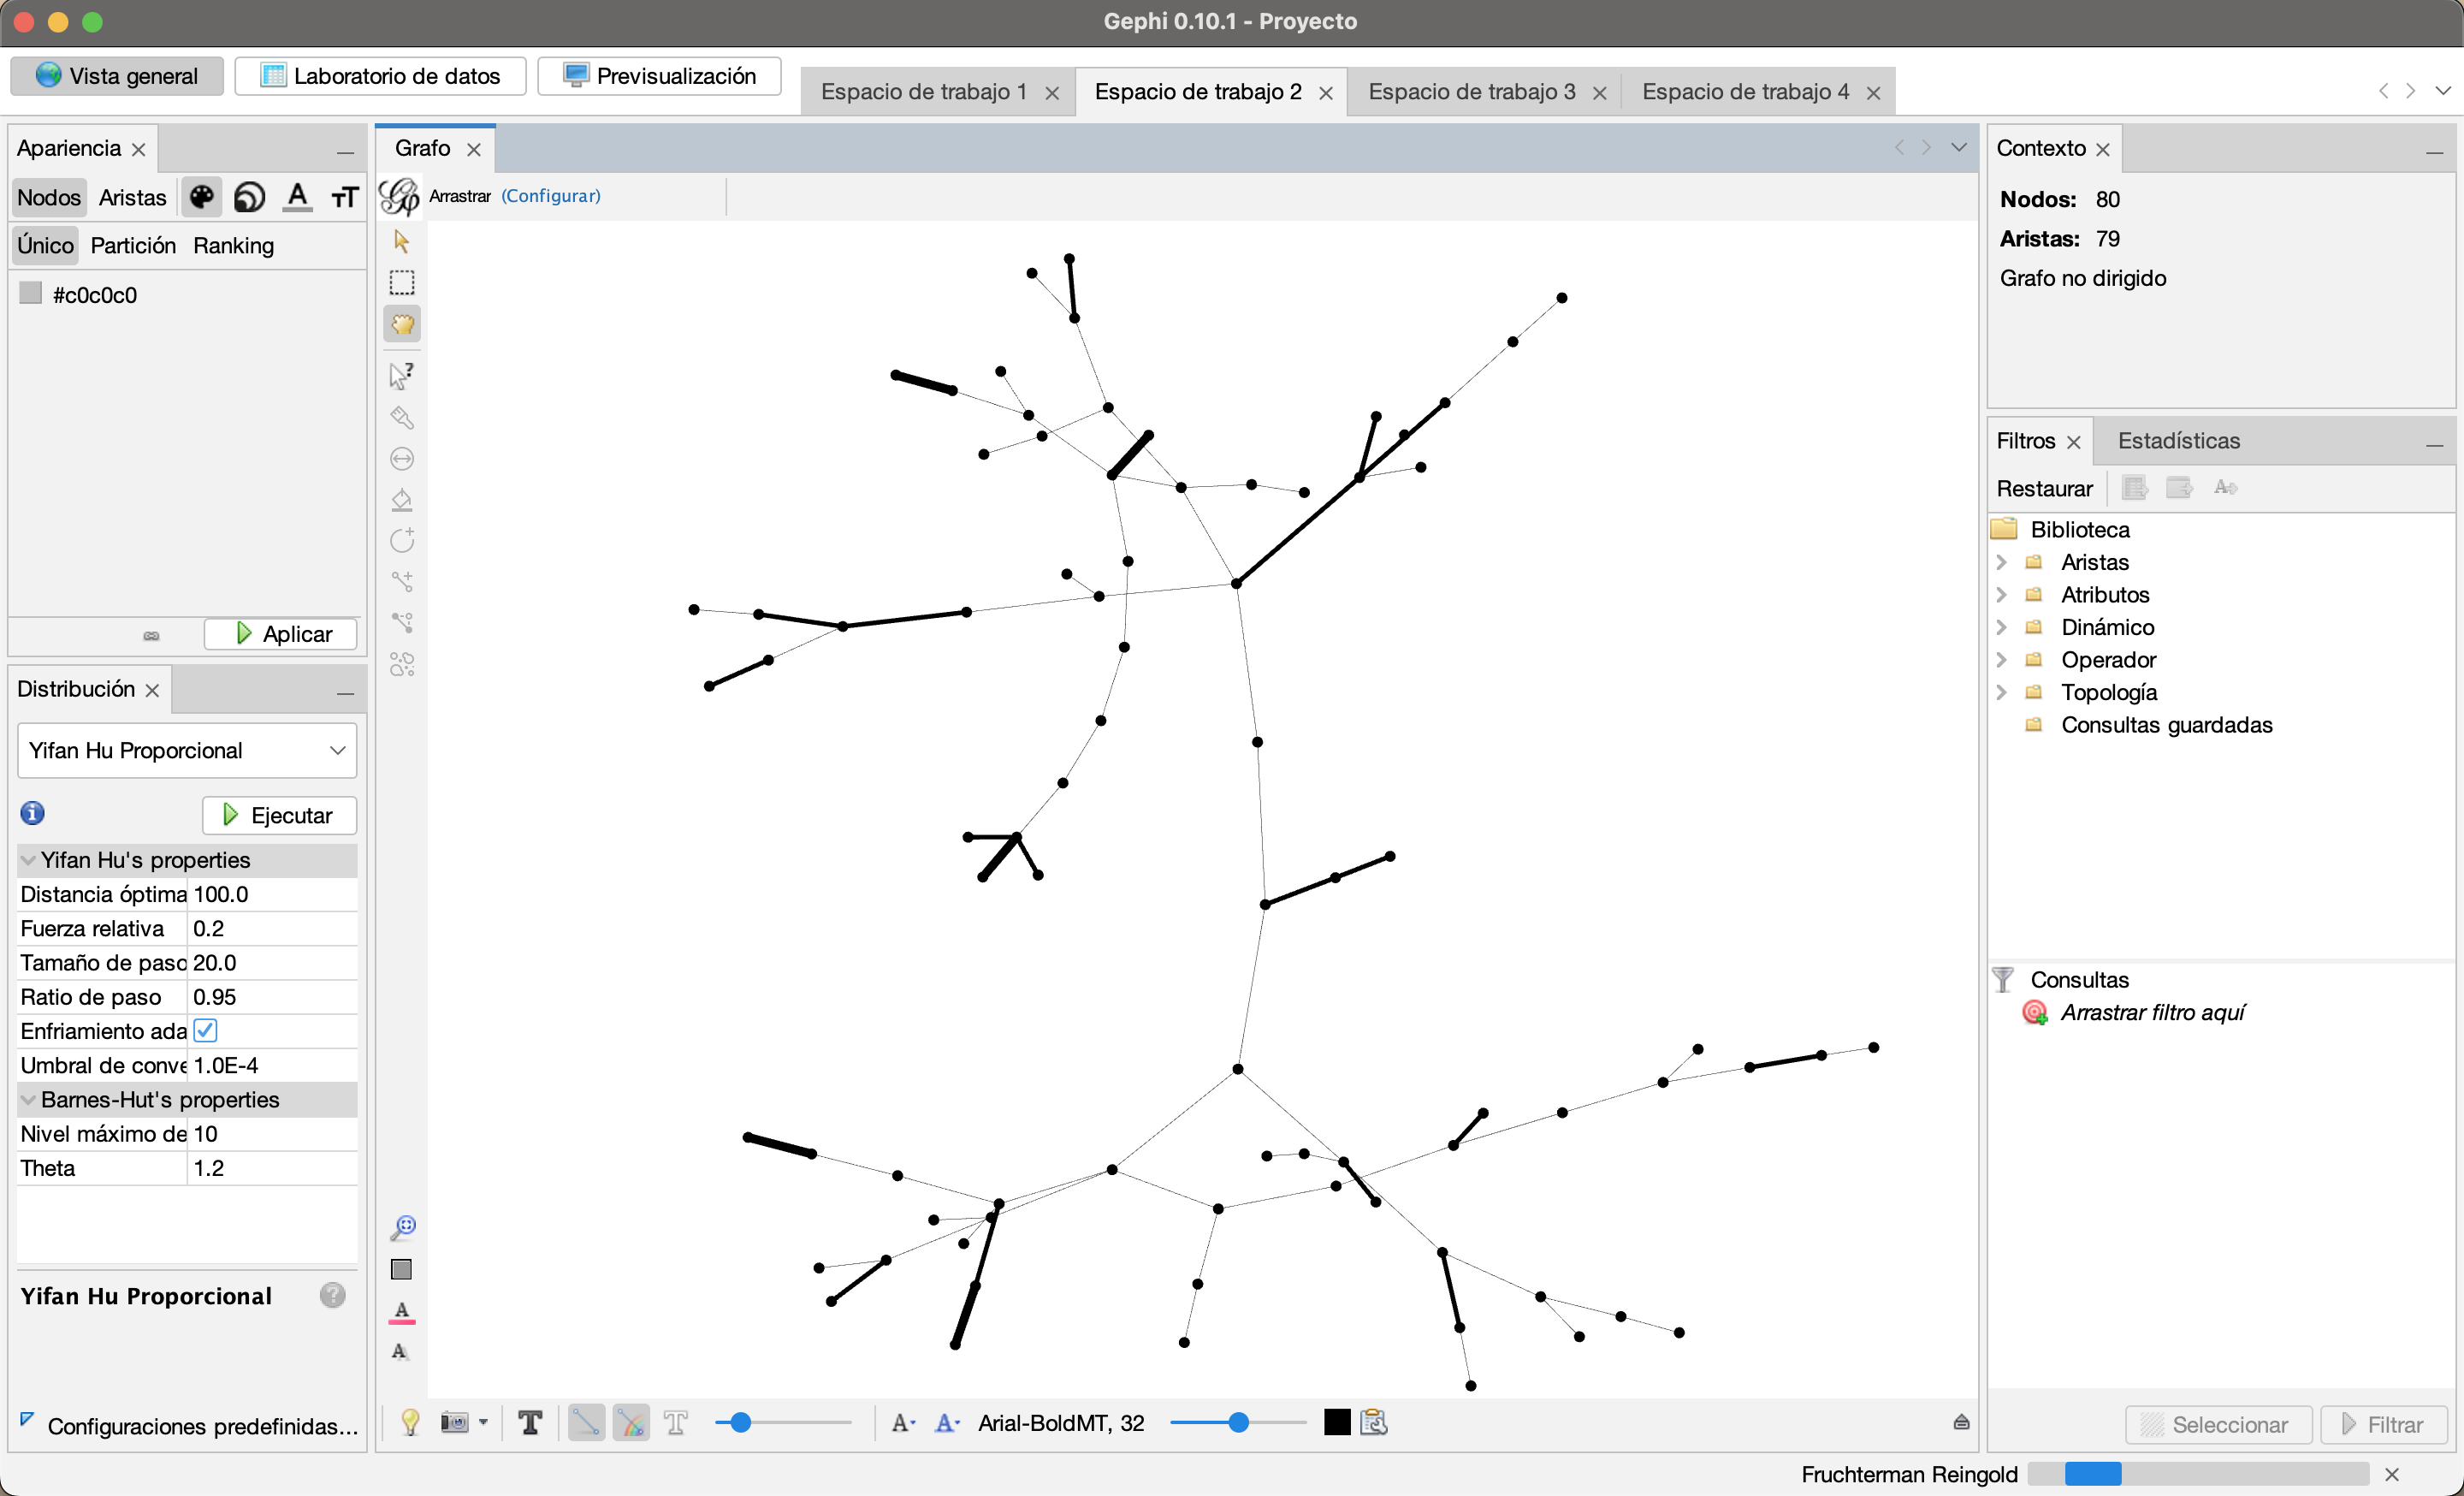 Gephi 0.10.1 - Proyecto
Vista general
Laboratorio de datos
Previsualización
Espacio de trabajo 1
Espacio de trabajo 2
Espacio de trabajo 3
Espacio de trabajo 4
Apariencia
Nodos Aristas
Único Partición Ranking
#c0c0c0
Aplicar
Distribución
Yifan Hu Proporcional
Ejecutar
Yifan Hu's properties
Distancia óptima 100.0
Fuerza relativa 0.2
Tamaño de paso 20.0
Ratio de paso 0.95
Enfriamiento ada
Umbral de conve 1.0E-4
Barnes-Hut's properties
Nivel máximo de 10
Theta 1.2
Yifan Hu Proporcional
Configuraciones predefinidas...
Grafo
Arrastrar (Configurar)
Arial-BoldMT, 32
Contexto
Nodos: 80
Aristas: 79
Grafo no dirigido
Filtros
Estadísticas
Restaurar
Biblioteca
Aristas
Atributos
Dinámico
Operador
Topología
Consultas guardadas
Consultas
Arrastrar filtro aquí
Seleccionar
Filtrar
Fruchterman Reingold